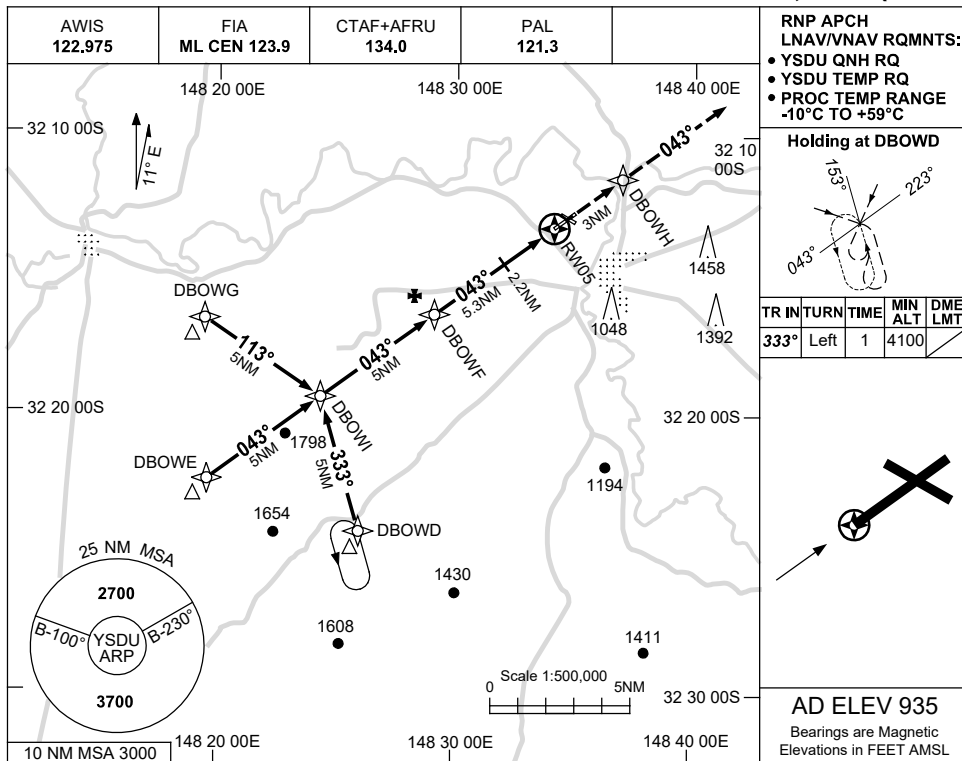 AWIS
122.975
FIA
ML CEN 123.9
CTAF+AFRU
134.0
PAL
121.3
RNP APCH
LNAV/VNAV RQMNTS:
• YSDU QNH RQ
• YSDU TEMP RQ
• PROC TEMP RANGE
-10°C TO +59°C
148 20 00E
148 30 00E
148 40 00E
32 10 00S
32 10
00S
11° E
043°
DBOWH
3NM
RW05
2.2NM
043°
5.3NM
1458
1048
1392
DBOWG
113°
5NM
043°
5NM
DBOWF
DBOWI
32 20 00S
32 20 00S
043°
5NM
1798
DBOWE
333°
5NM
1194
1654
DBOWD
1430
1608
1411
25 NM MSA
2700
B-100°
B-230°
YSDU
ARP
3700
10 NM MSA 3000
Scale 1:500,000
0
5NM
32 30 00S
148 20 00E
148 30 00E
148 40 00E
Holding at DBOWD
153°
223°
043°
TR IN
TURN
TIME
MIN
ALT
DME
LMT
333°
Left
1
4100
AD ELEV 935
Bearings are Magnetic
Elevations in FEET AMSL